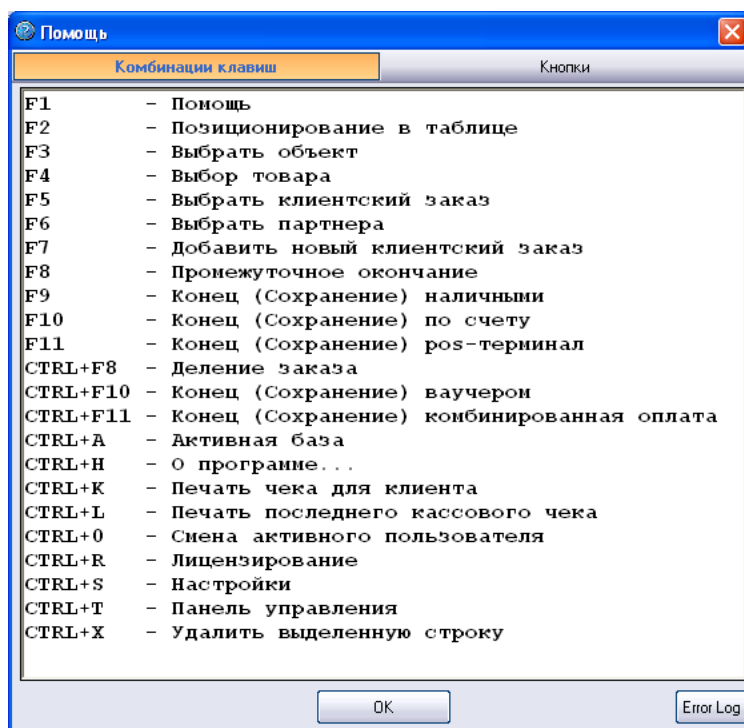 Помощь
Комбинации клавиш Кнопки
F1 - Помощь
F2 - Позиционирование в таблице
F3 - Выбрать объект
F4 - Выбор товара
F5 - Выбрать клиентский заказ
F6 - Выбрать партнера
F7 - Добавить новый клиентский заказ
F8 - Промежуточное окончание
F9 - Конец (Сохранение) наличными
F10 - Конец (Сохранение) по счету
F11 - Конец (Сохранение) pos-терминал
CTRL+F8 - Деление заказа
CTRL+F10 - Конец (Сохранение) ваучером
CTRL+F11 - Конец (Сохранение) комбинированная оплата
CTRL+A - Активная база
CTRL+H - О программе...
CTRL+K - Печать чека для клиента
CTRL+L - Печать последнего кассового чека
CTRL+0 - Смена активного пользователя
CTRL+R - Лицензирование
CTRL+S - Настройки
CTRL+T - Панель управления
CTRL+X - Удалить выделенную строку
OK Error Log